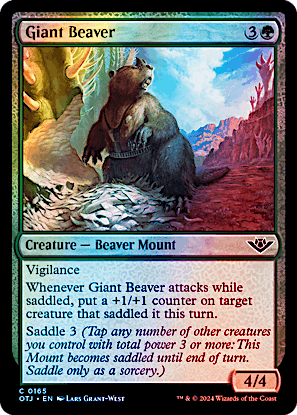 Giant Beaver 3
Creature — Beaver Mount
Vigilance
Whenever Giant Beaver attacks while
saddled, put a +1/+1 counter on target
creature that saddled it this turn.
Saddle 3 (Tap any number of other creatures
you control with total power 3 or more: This
Mount becomes saddled until end of turn.
Saddle only as a sorcery.)
4/4
C 0165
OTJ • EN Lars Grant-West
™ & © 2024 Wizards of the Coast